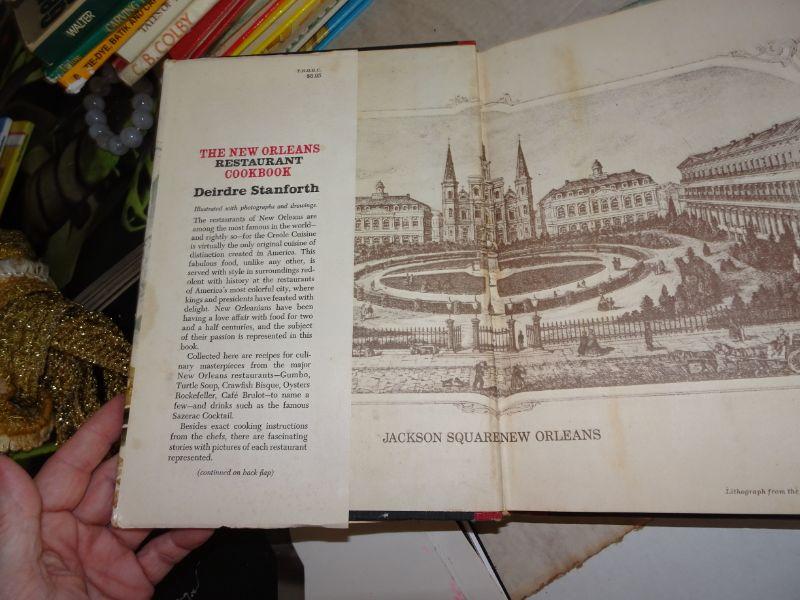 WALTER
TIE-DYE, BATIK AND
TALES OF
C.B. COLBY
T.N.O.R.C.
$6.95
THE NEW ORLEANS
RESTAURANT
COOKBOOK
Deirdre Stanforth
Illustrated with photographs and drawings.
The restaurants of New Orleans are
among the most famous in the world—
and rightly so—for the Creole Cuisine
is virtually the only original cuisine of
distinction created in America. This
fabulous food, unlike any other, is
served with style in surroundings red-
olent with history at the restaurants
of America's most colorful city, where
kings and presidents have feasted with
delight. New Orleanians have been
having a love affair with food for two
and a half centuries, and the subject
of their passion is represented in this
book.
Collected here are recipes for culi-
nary masterpieces from the major
New Orleans restaurants—Gumbo,
Turtle Soup, Crawfish Bisque, Oysters
Rockefeller, Café Brulot—to name a
few—and drinks such as the famous
Sazerac Cocktail.
Besides exact cooking instructions
from the chefs, there are fascinating
stories with pictures of each restaurant
represented.
(continued on back flap)
JACKSON SQUARE NEW ORLEANS
Lithograph from the